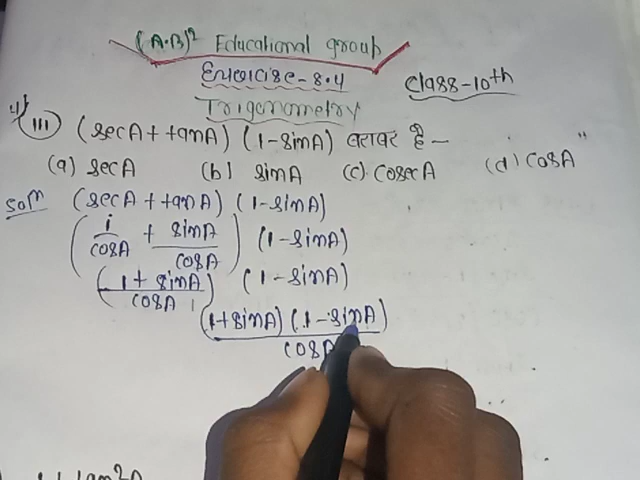 (A.B)² Educational group
Exercise-8.4
Class-10th
Trigonometry
4) (iii) (secA + tanA) (1-sinA) बराबर है -
(a) secA (b) sinA (c) cosecA (d) cosA
Solⁿ (secA + tanA) (1-sinA)
(1/cosA + sinA/cosA) (1-sinA)
(1 + sinA/cosA) (1-sinA)
(1+sinA) (1-sinA)
cosA